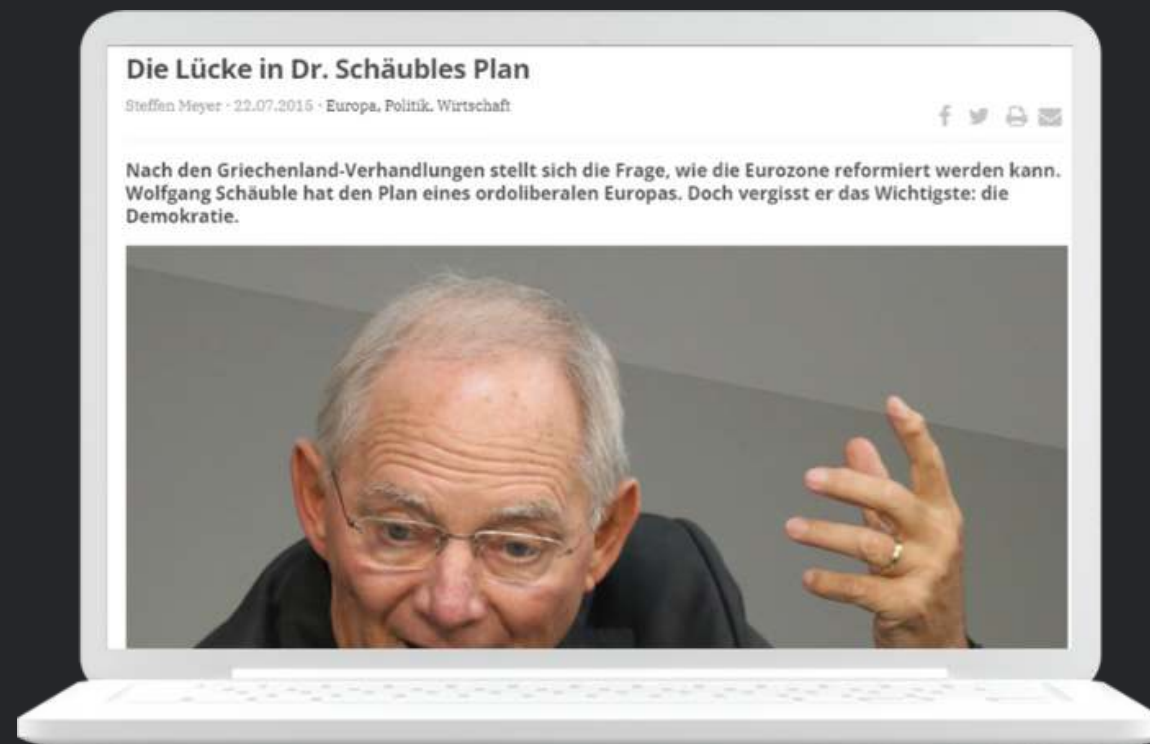 Die Lücke in Dr. Schäubles Plan
Steffen Meyer · 22.07.2015 · Europa, Politik, Wirtschaft
Nach den Griechenland-Verhandlungen stellt sich die Frage, wie die Eurozone reformiert werden kann.
Wolfgang Schäuble hat den Plan eines ordoliberalen Europas. Doch vergisst er das Wichtigste: die
Demokratie.